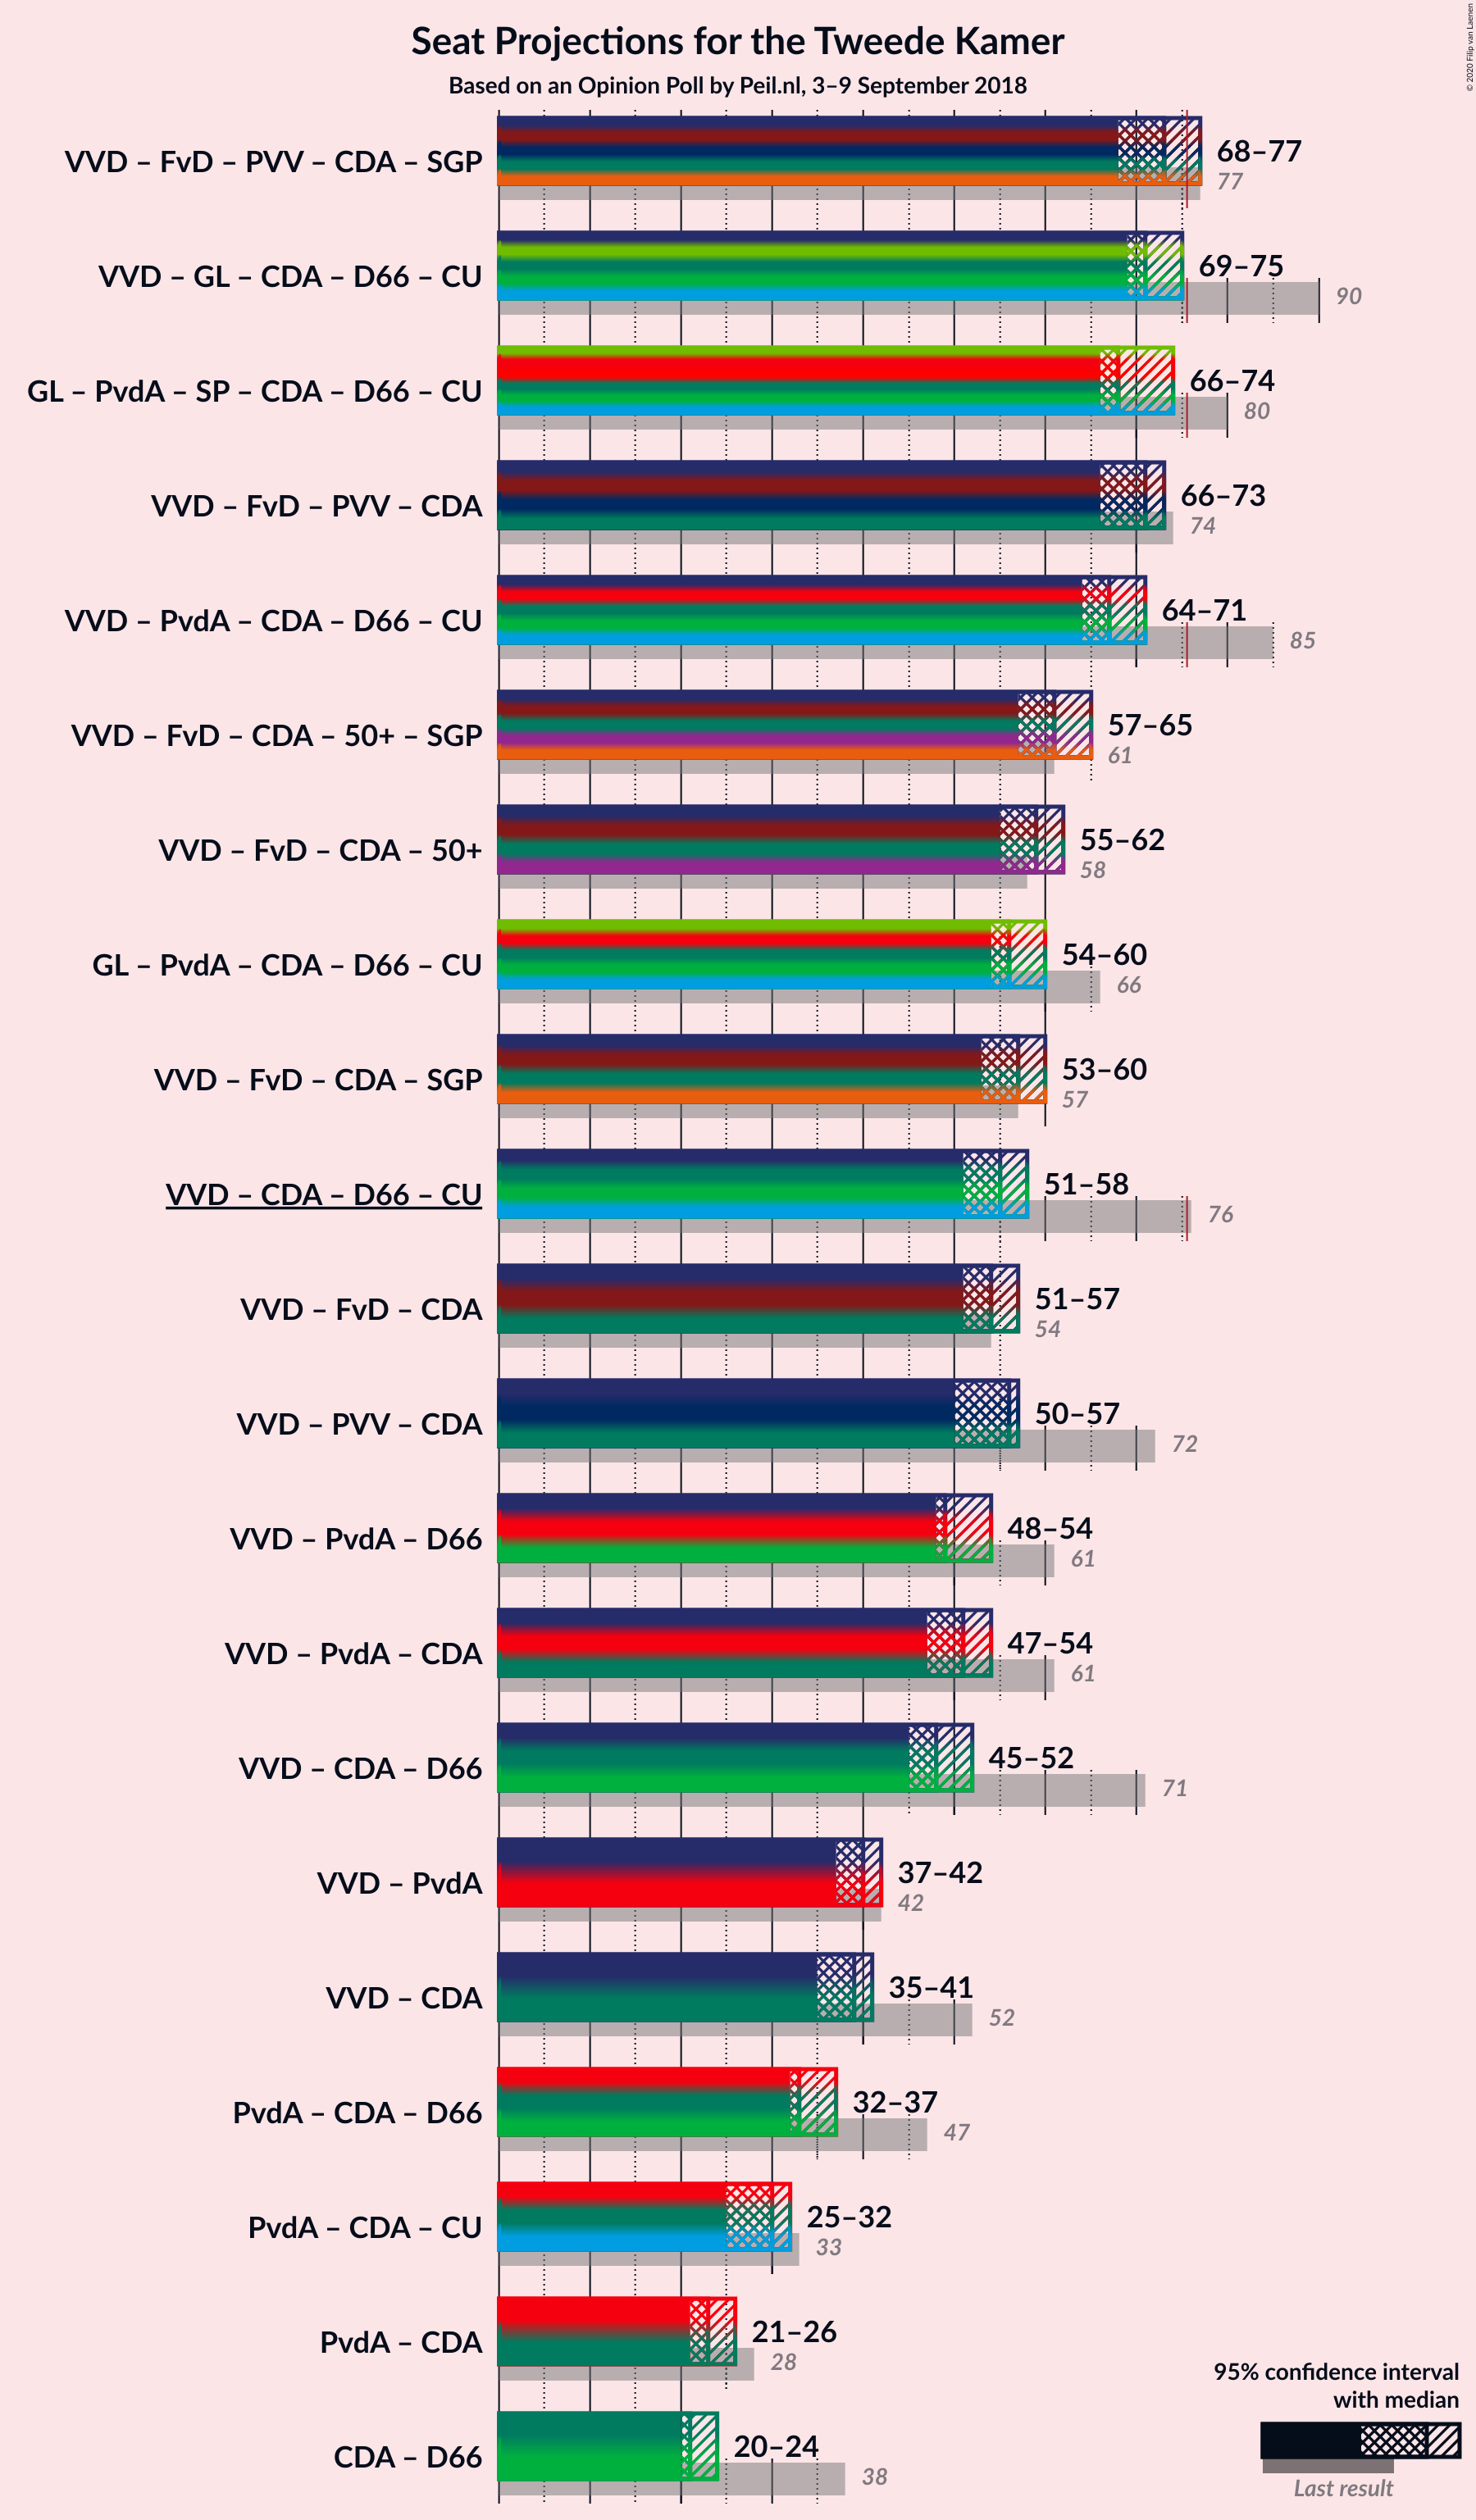 Seat Projections for the Tweede Kamer
Based on an Opinion Poll by Peil.nl, 3–9 September 2018
© 2020 Filip van Laenen
VVD – FvD – PVV – CDA – SGP
68–77
77
VVD – GL – CDA – D66 – CU
69–75
90
GL – PvdA – SP – CDA – D66 – CU
66–74
80
VVD – FvD – PVV – CDA
66–73
74
VVD – PvdA – CDA – D66 – CU
64–71
85
VVD – FvD – CDA – 50+ – SGP
57–65
61
VVD – FvD – CDA – 50+
55–62
58
GL – PvdA – CDA – D66 – CU
54–60
66
VVD – FvD – CDA – SGP
53–60
57
VVD – CDA – D66 – CU
51–58
76
VVD – FvD – CDA
51–57
54
VVD – PVV – CDA
50–57
72
VVD – PvdA – D66
48–54
61
VVD – PvdA – CDA
47–54
61
VVD – CDA – D66
45–52
71
VVD – PvdA
37–42
42
VVD – CDA
35–41
52
PvdA – CDA – D66
32–37
47
PvdA – CDA – CU
25–32
33
PvdA – CDA
21–26
28
CDA – D66
20–24
38
95% confidence interval
with median
Last result